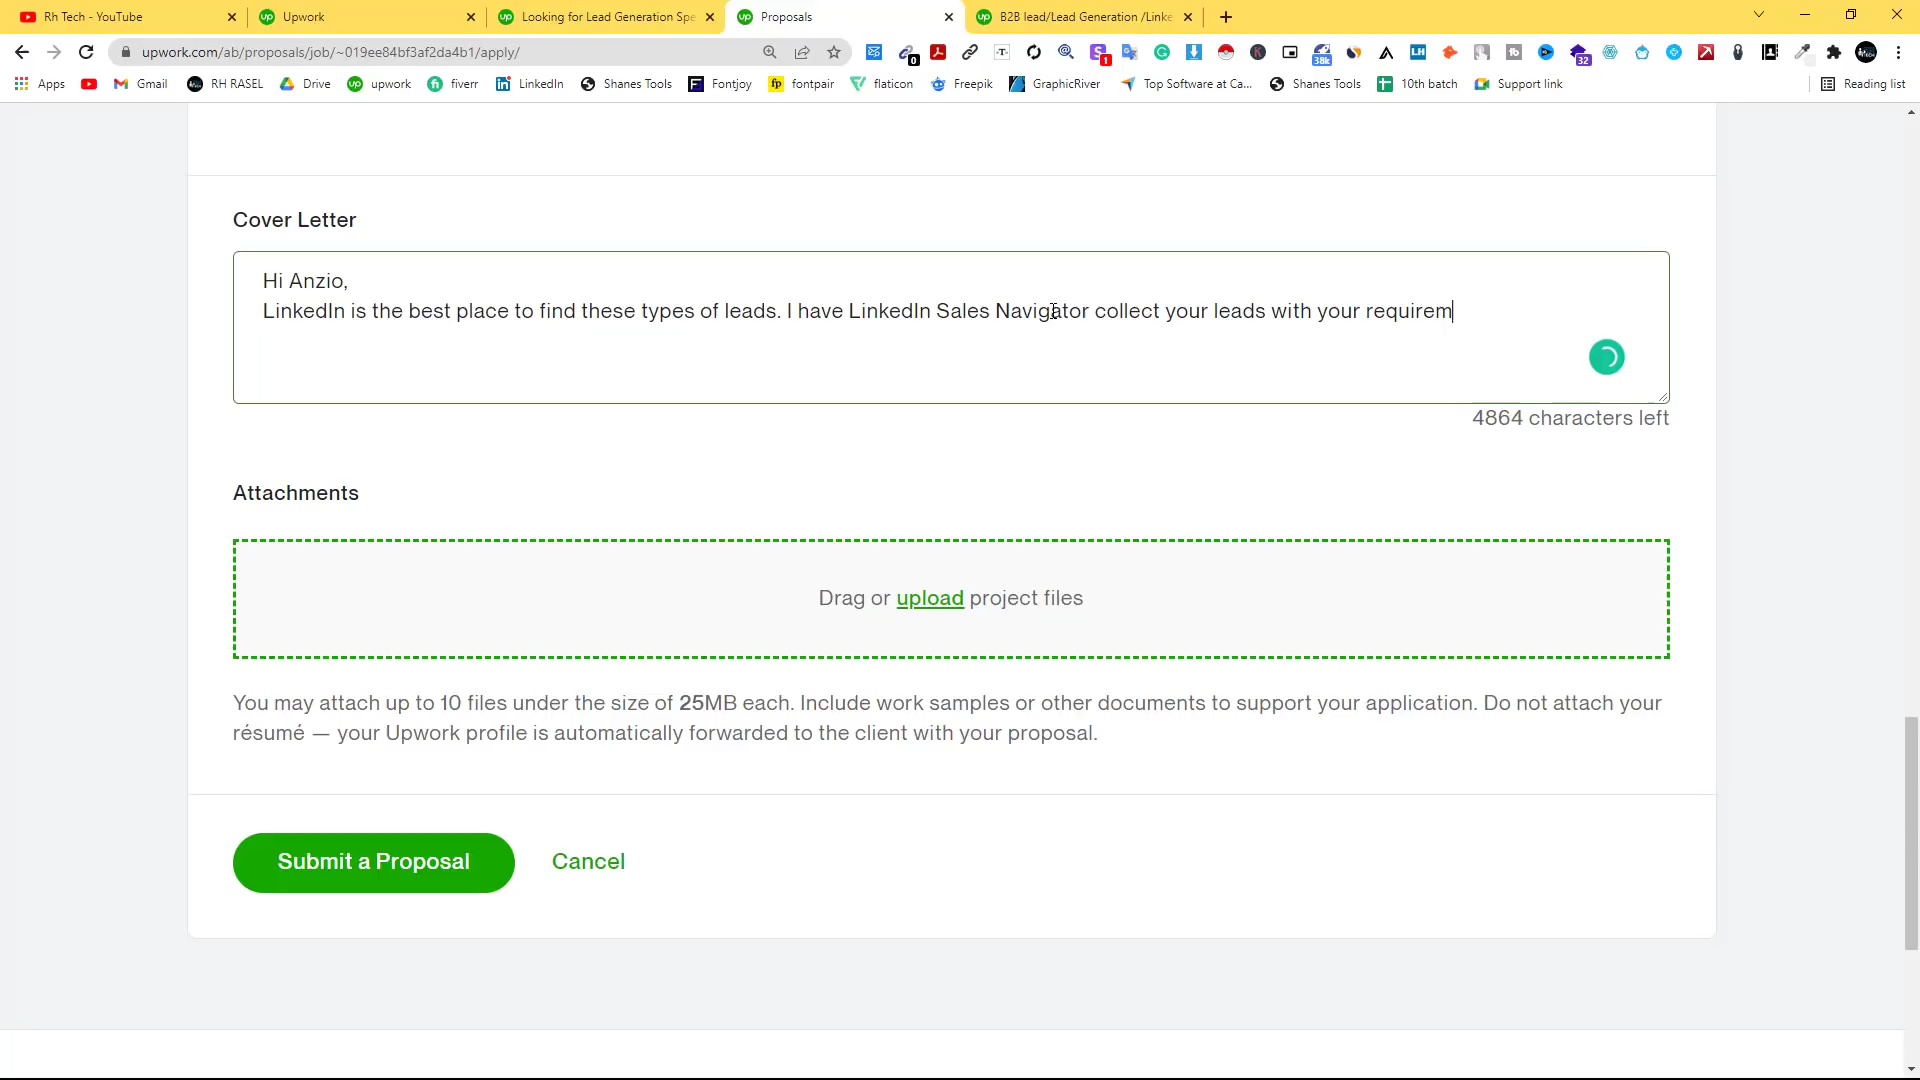 Rh Tech - YouTube
Upwork
Looking for Lead Generation Spe
Proposals
B2B lead/Lead Generation /Linke
upwork.com/ab/proposals/job/~019ee84bf3af2da4b1/apply/
0
1
38k
LH
32
Apps
Gmail
RH RASEL
Drive
upwork
fiverr
LinkedIn
Shanes Tools
Fontjoy
fontpair
flaticon
Freepik
GraphicRiver
Top Software at Ca...
Shanes Tools
10th batch
Support link
Reading list
Cover Letter
Hi Anzio,
LinkedIn is the best place to find these types of leads. I have LinkedIn Sales Navigator collect your leads with your requirem
4864 characters left
Attachments
Drag or upload project files
You may attach up to 10 files under the size of 25MB each. Include work samples or other documents to support your application. Do not attach your
résumé — your Upwork profile is automatically forwarded to the client with your proposal.
Submit a Proposal
Cancel